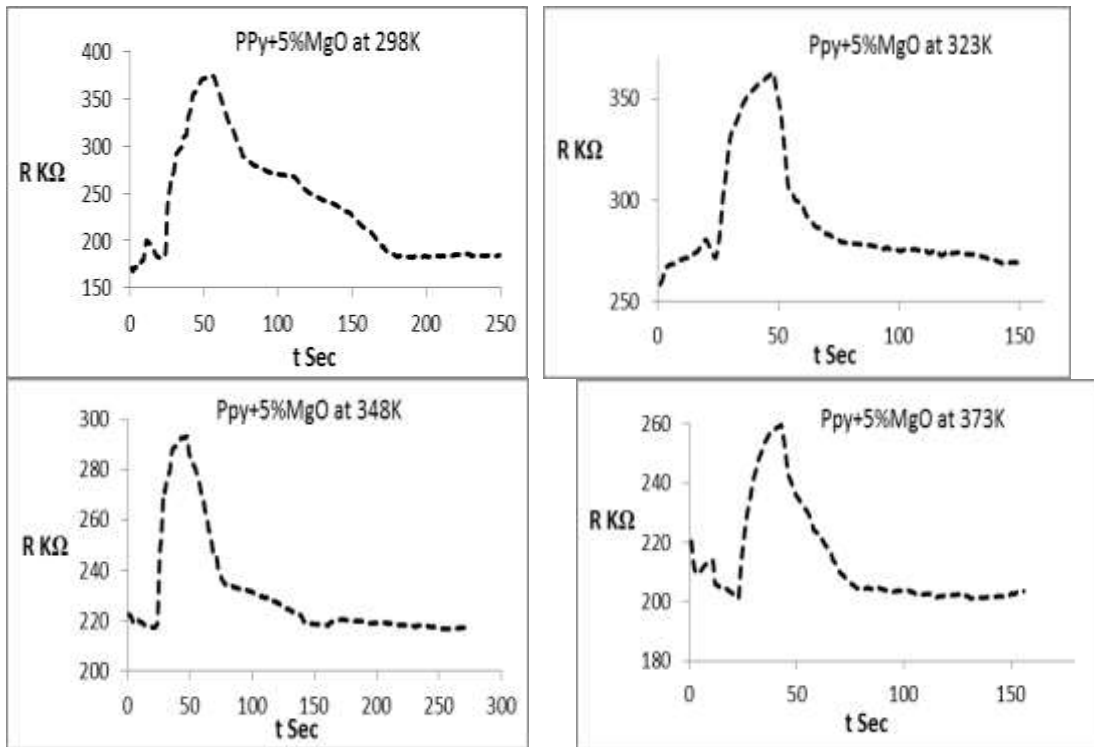 PPy+5%MgO at 298K
400
350
300
250
200
150
R KΩ
0 50 100 150 200 250
t Sec
Ppy+5%MgO at 323K
350
300
250
R KΩ
0 50 100 150
t Sec
Ppy+5%MgO at 348K
300
280
260
240
220
200
R KΩ
0 50 100 150 200 250 300
t Sec
Ppy+5%MgO at 373K
260
240
220
200
180
R KΩ
0 50 100 150
t Sec